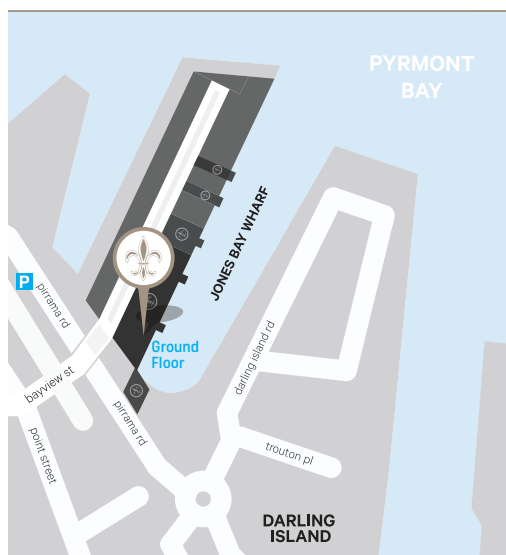 PYRMONT
BAY
JONES BAY WHARF
P
pirrama rd
Ground
Floor
darling island rd
bayview st
pirrama rd
point street
trouton pl
DARLING
ISLAND